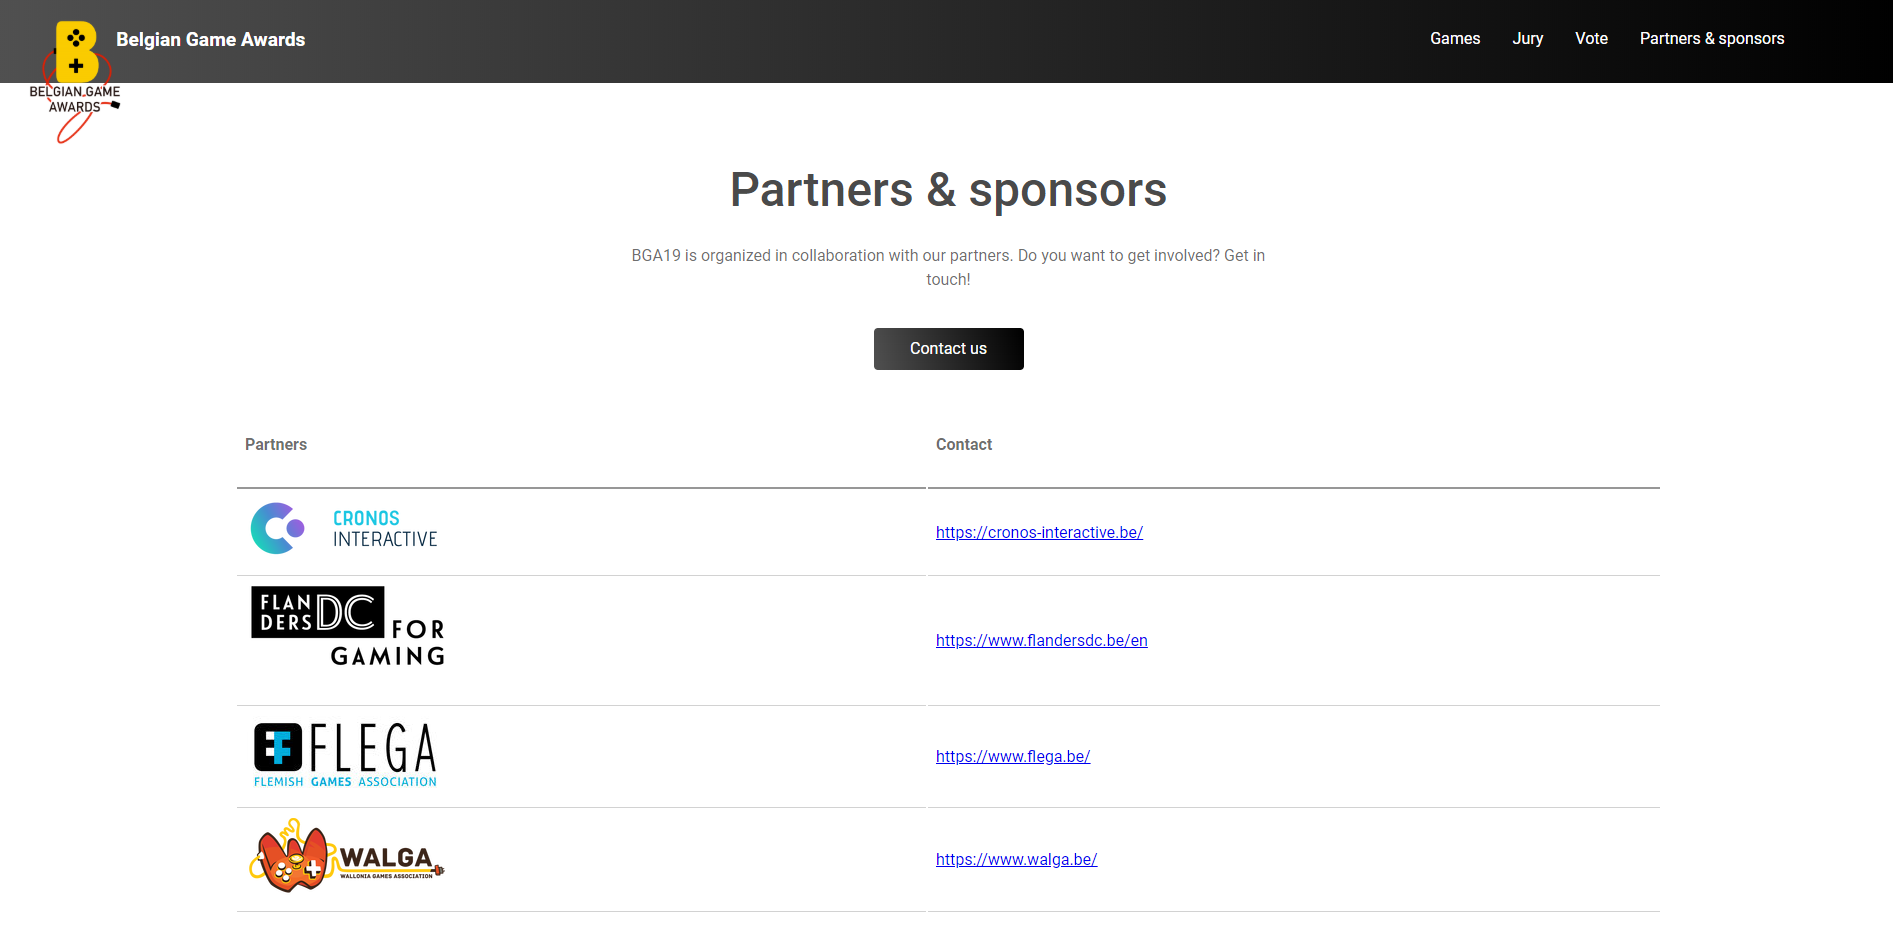 Belgian Game Awards
Games
Jury
Vote
Partners & sponsors
B
BELGIAN GAME
AWARDS
Partners & sponsors
BGA19 is organized in collaboration with our partners. Do you want to get involved? Get in
touch!
Contact us
Partners
Contact
CRONOS
INTERACTIVE
https://cronos-interactive.be/
FLAN
DERS DC FOR
GAMING
https://www.flandersdc.be/en
FLEGA
FLEMISH GAMES ASSOCIATION
https://www.flega.be/
WALGA
WALLONIA GAMES ASSOCIATION
https://www.walga.be/